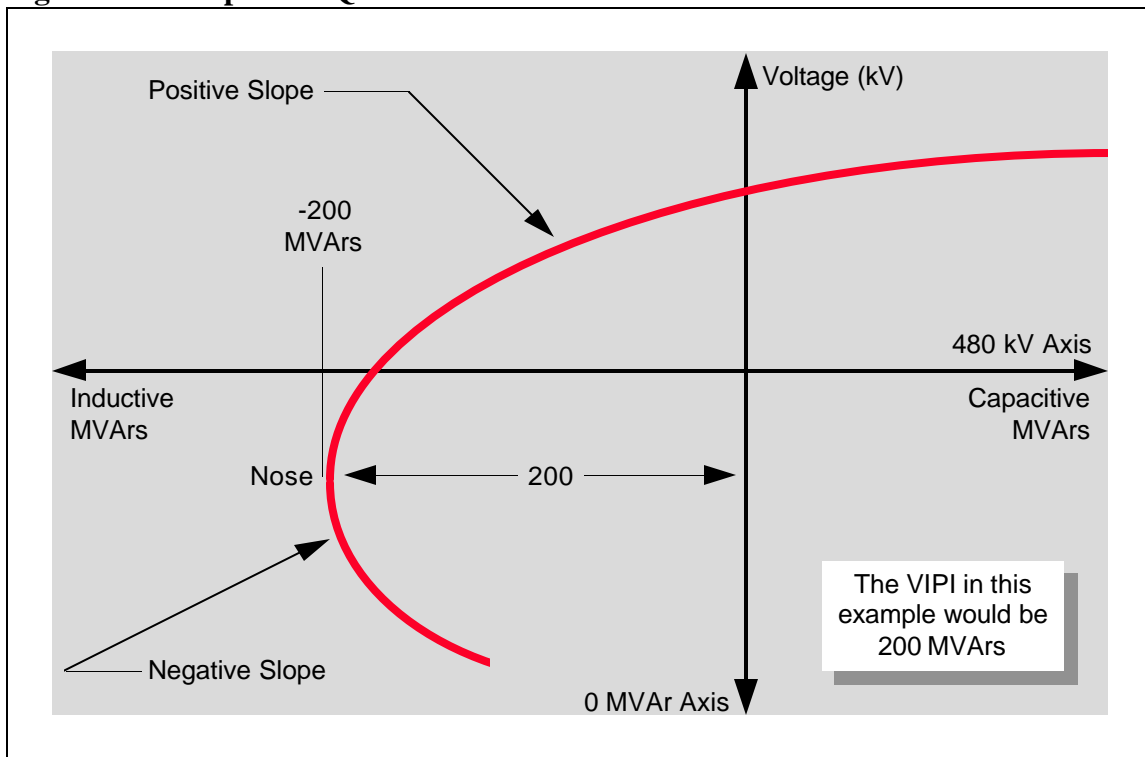 Voltage (kV)
Positive Slope
-200
MVArs
480 kV Axis
Inductive
MVArs
Capacitive
MVArs
Nose
200
The VIPI in this
example would be
200 MVArs
Negative Slope
0 MVAr Axis